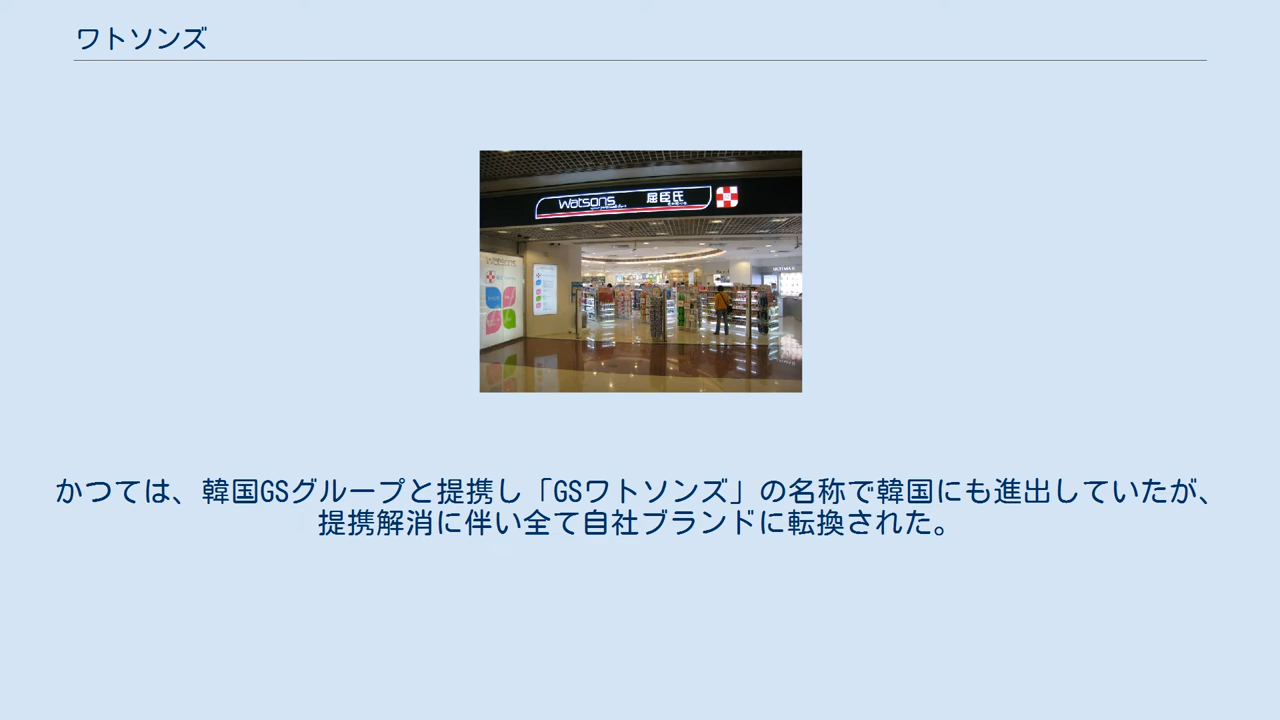 ワトソンズ
watsons 屈臣氏
watsons
かつては、韓国GSグループと提携し「GSワトソンズ」の名称で韓国にも進出していたが、
提携解消に伴い全て自社ブランドに転換された。